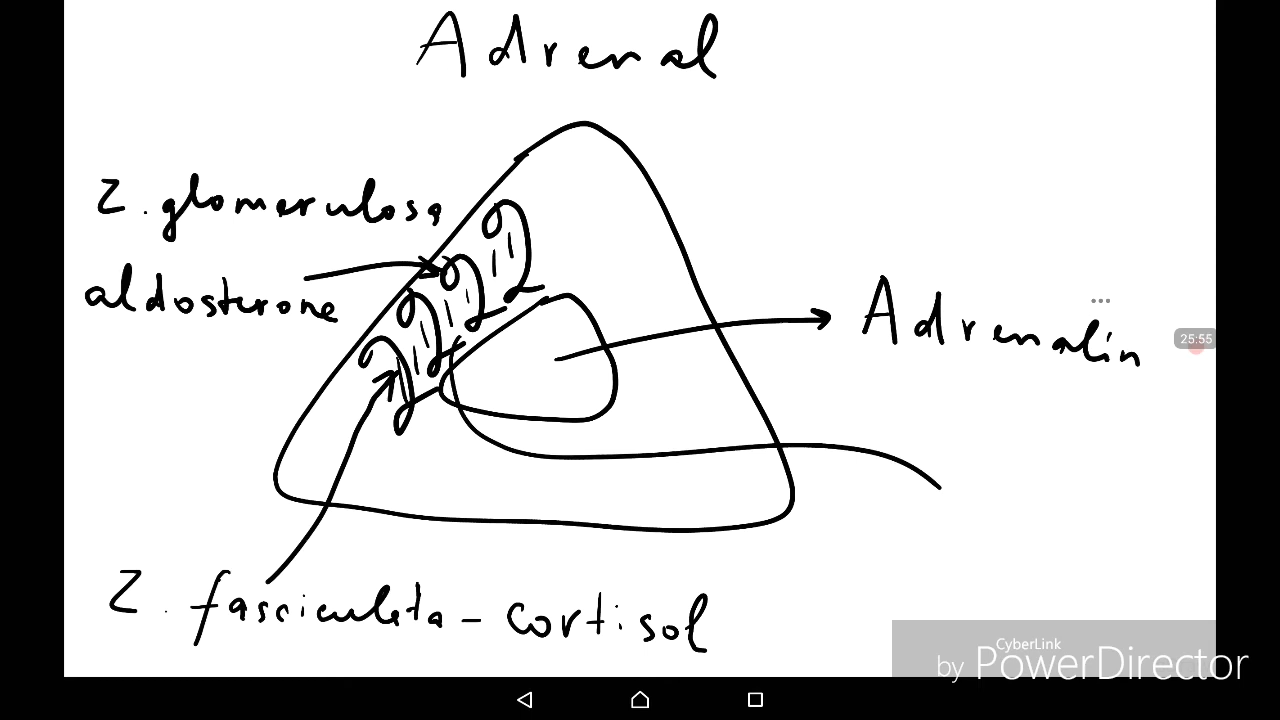 Adrenal
Z. glomerulosa
aldosterone
Adrenalin
25:55
Z. fasciculata - cortisol
CyberLink
by PowerDirector